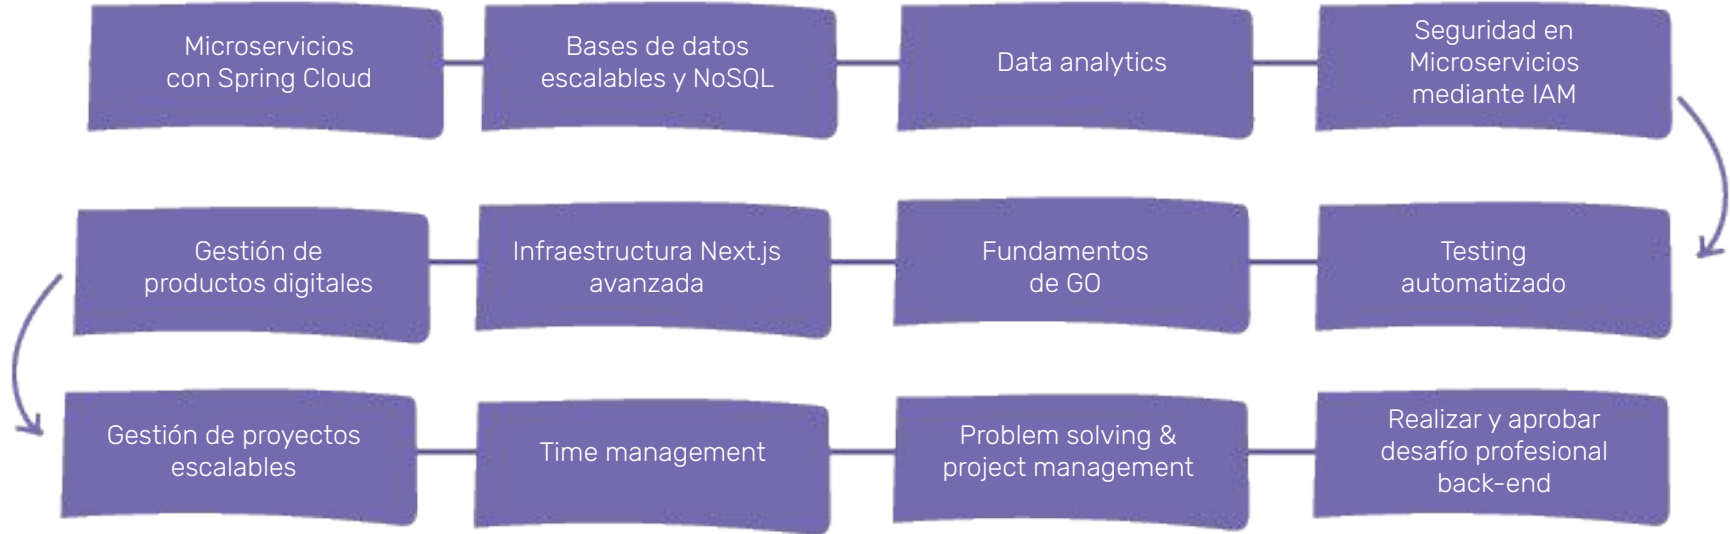 Microservicios
con Spring Cloud
Bases de datos
escalables y NoSQL
Data analytics
Seguridad en
Microservicios
mediante IAM
Testing
automatizado
Fundamentos
de GO
Infraestructura Next.js
avanzada
Gestión de
productos digitales
Gestión de proyectos
escalables
Time management
Problem solving &
project management
Realizar y aprobar
desafío profesional
back-end